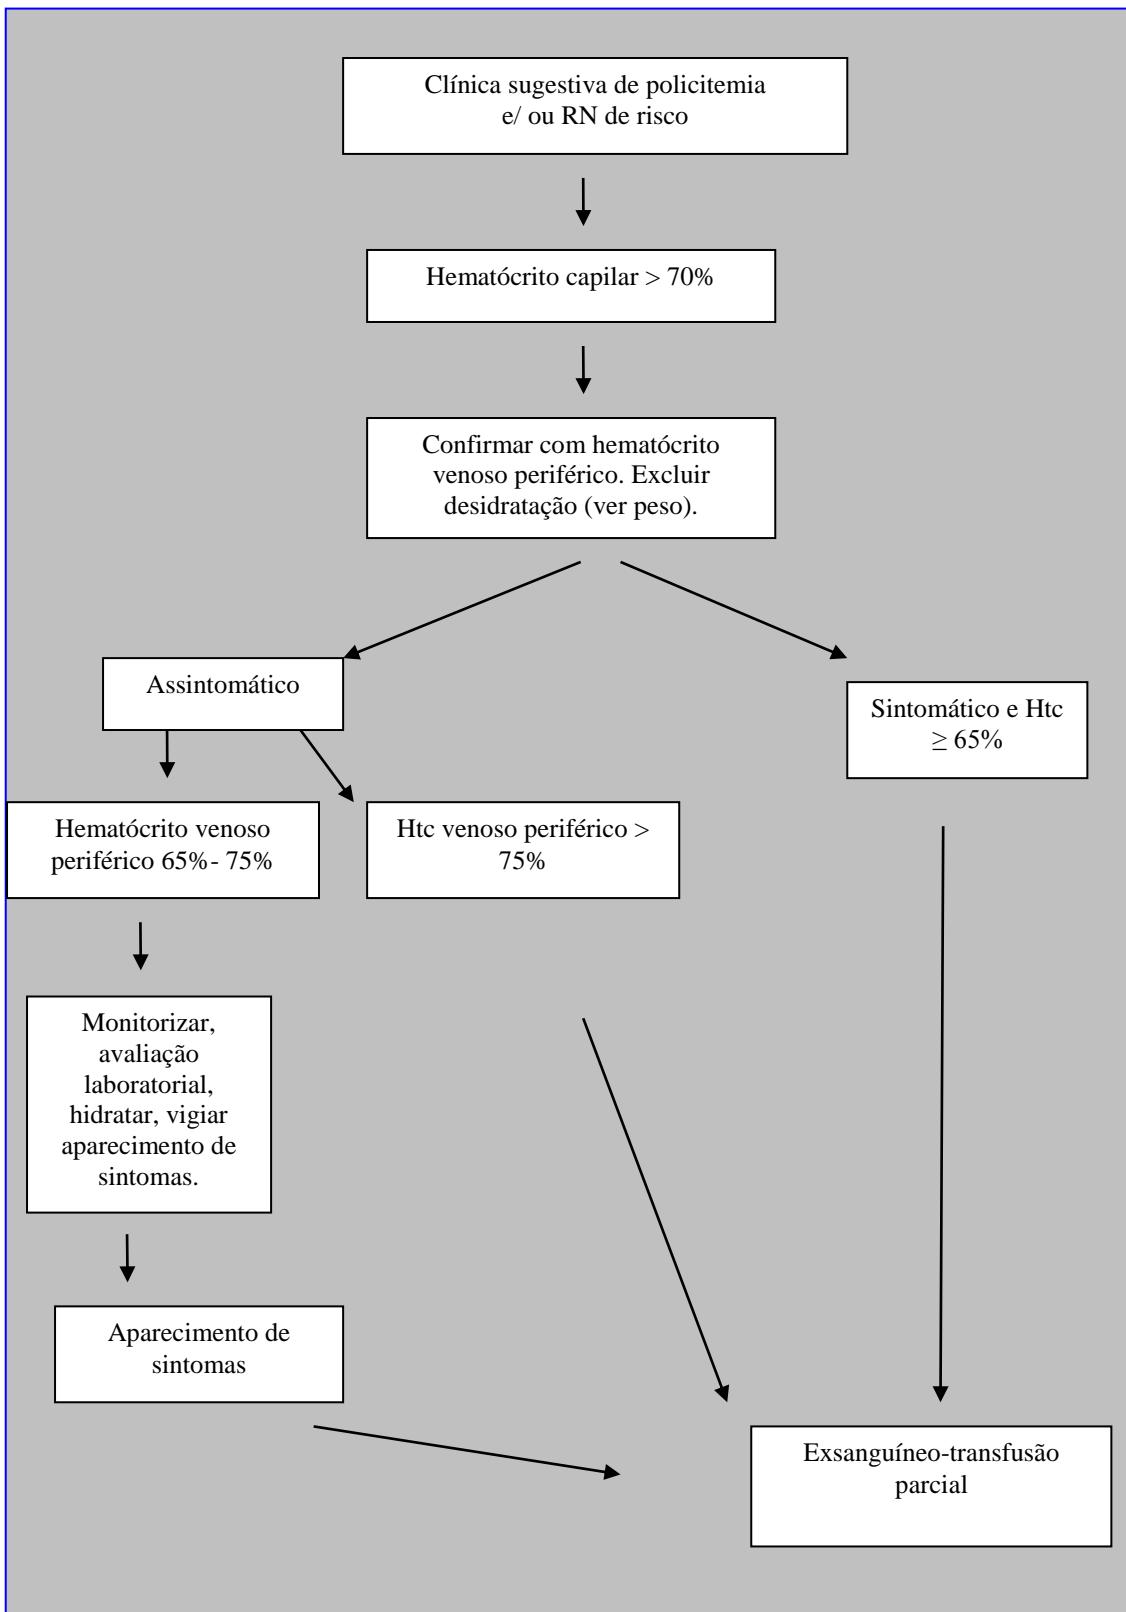 Clínica sugestiva de policitemia
e/ ou RN de risco
Hematócrito capilar > 70%
Confirmar com hematócrito
venoso periférico. Excluir
desidratação (ver peso).
Assintomático
Sintomático e Htc
≥ 65%
Hematócrito venoso
periférico 65%- 75%
Htc venoso periférico >
75%
Monitorizar,
avaliação
laboratorial,
hidratar, vigiar
aparecimento de
sintomas.
Aparecimento de
sintomas
Exsanguíneo-transfusão
parcial